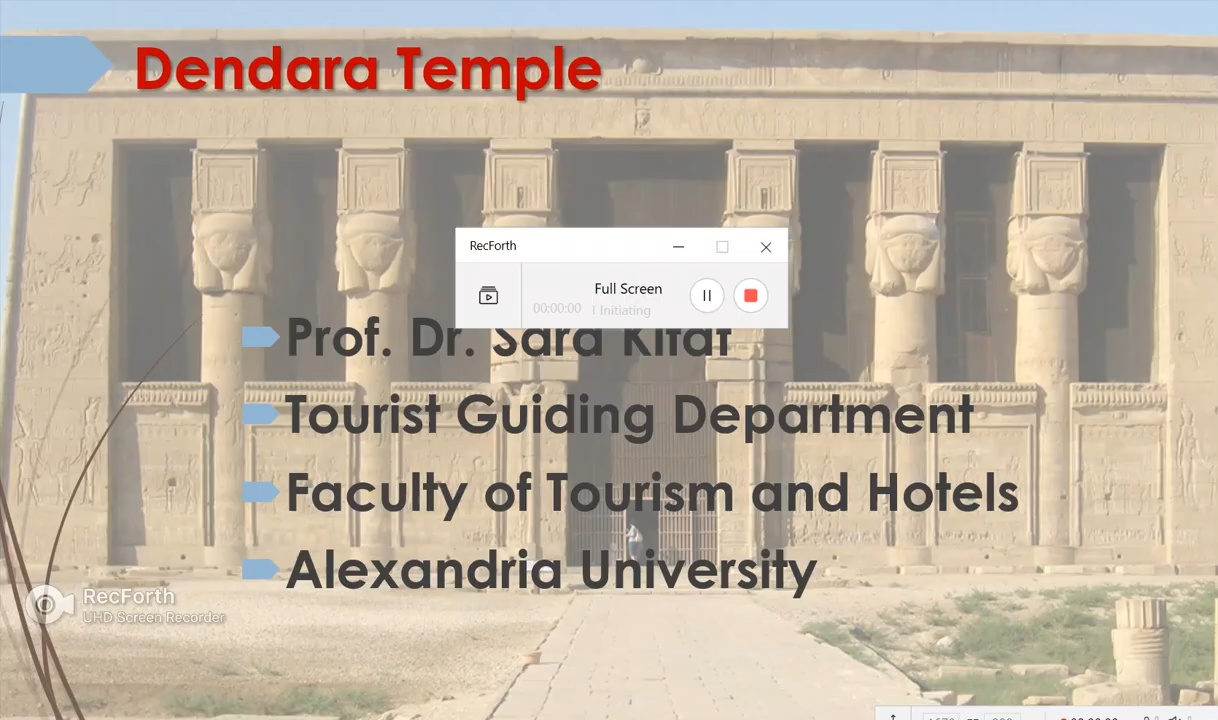 Dendara Temple
RecForth
Full Screen
00:00:00 | Initiating
Prof. Dr. Sara Kitat
Tourist Guiding Department
Faculty of Tourism and Hotels
Alexandria University
RecForth
UHD Screen Recorder